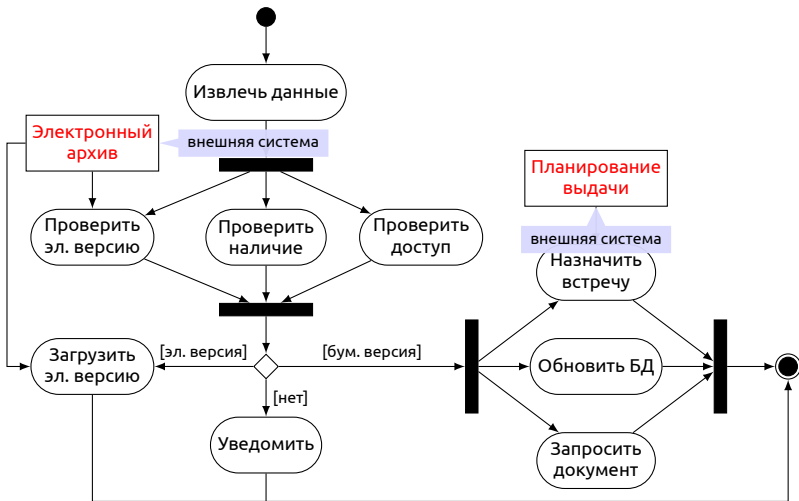 Извлечь данные
Электронный
архив
внешняя система
Планирование
выдачи
Проверить
эл. версию
Проверить
наличие
Проверить
доступ
внешняя система
Назначить
встречу
Загрузить
эл. версию
[эл. версия]
[бум. версия]
Обновить БД
[нет]
Уведомить
Запросить
документ